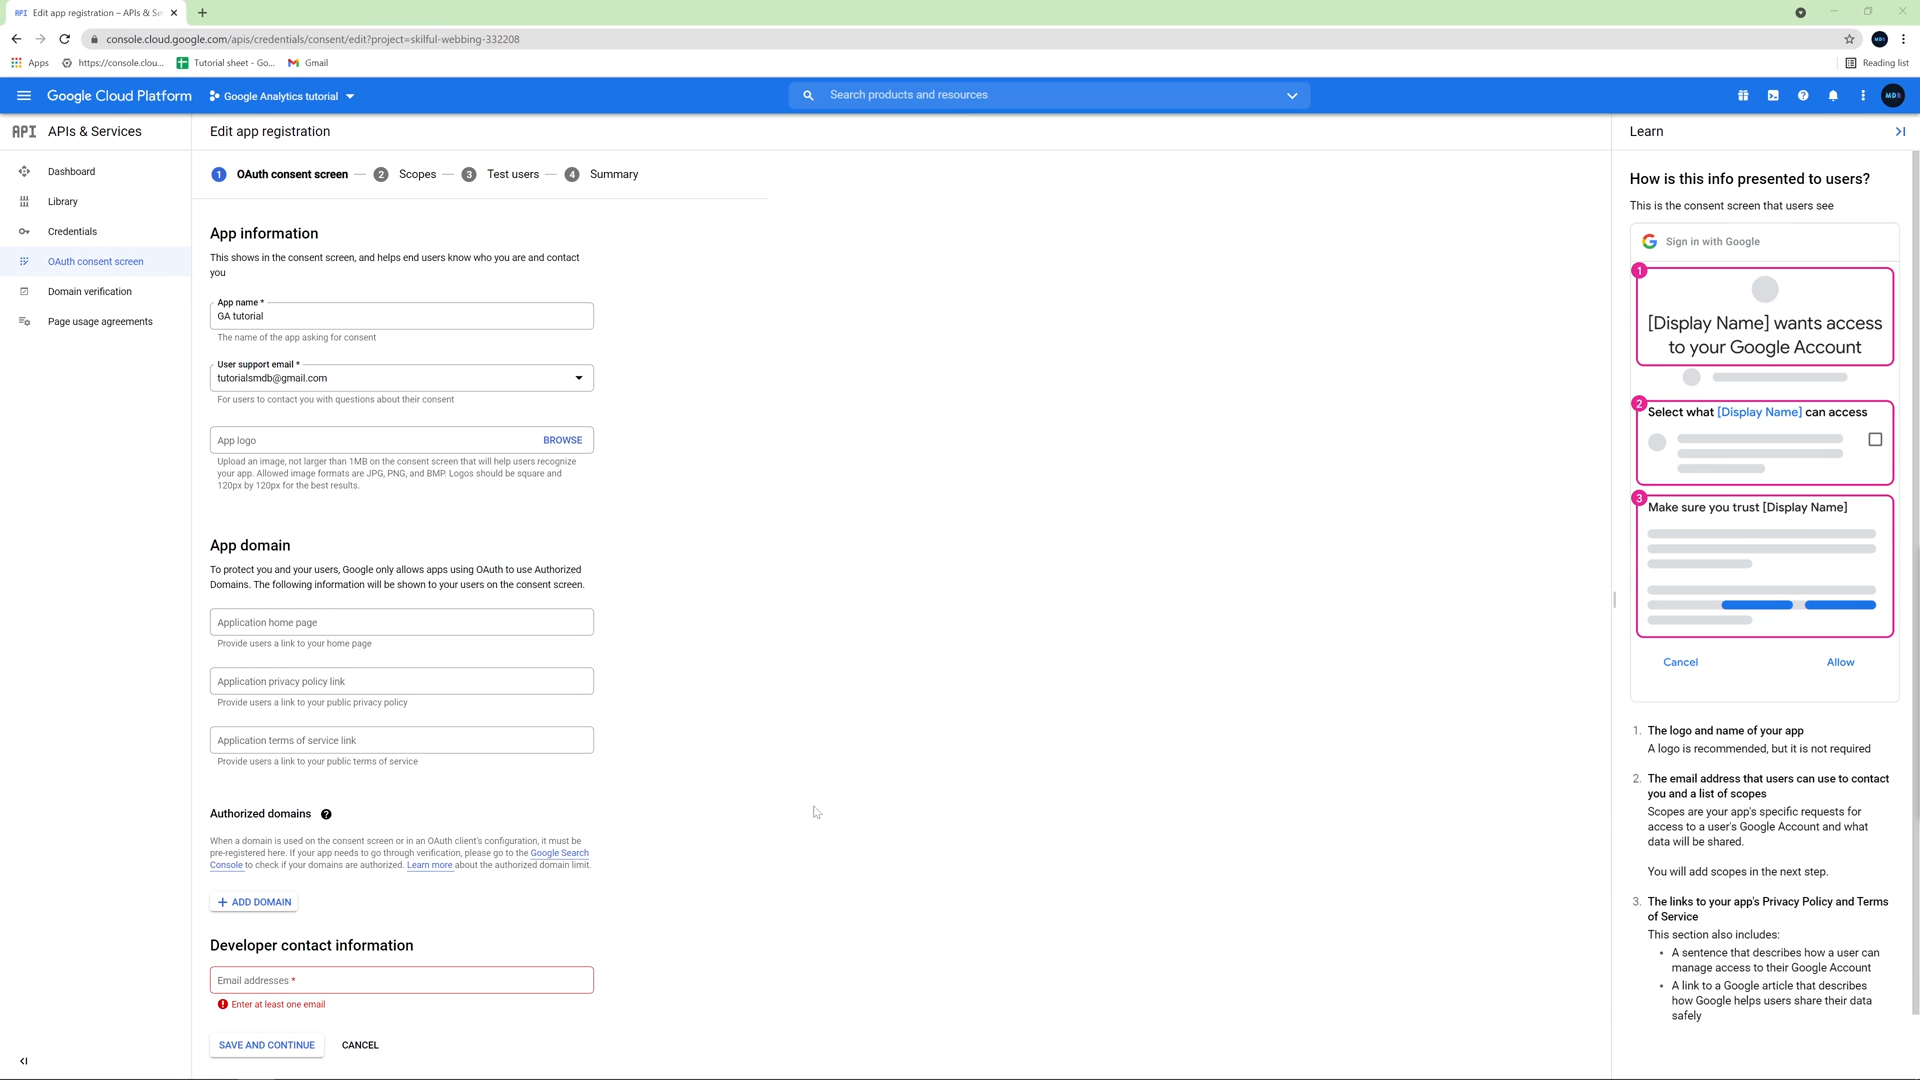 API Edit app registration – APIs & Se
console.cloud.google.com/apis/credentials/consent/edit?project=skilful-webbing-332208
Apps
https://console.clou...
Tutorial sheet - Go...
Gmail
Reading list
Google Cloud Platform
Google Analytics tutorial
Search products and resources
API APIs & Services
Edit app registration
Learn
Dashboard
Library
Credentials
OAuth consent screen
Domain verification
Page usage agreements
1 OAuth consent screen — 2 Scopes — 3 Test users — 4 Summary
App information
This shows in the consent screen, and helps end users know who you are and contact
you
App name *
GA tutorial
The name of the app asking for consent
User support email *
tutorialsmdb@gmail.com
For users to contact you with questions about their consent
App logo
BROWSE
Upload an image, not larger than 1MB on the consent screen that will help users recognize
your app. Allowed image formats are JPG, PNG, and BMP. Logos should be square and
120px by 120px for the best results.
App domain
To protect you and your users, Google only allows apps using OAuth to use Authorized
Domains. The following information will be shown to your users on the consent screen.
Application home page
Provide users a link to your home page
Application privacy policy link
Provide users a link to your public privacy policy
Application terms of service link
Provide users a link to your public terms of service
Authorized domains ?
When a domain is used on the consent screen or in an OAuth client's configuration, it must be
pre-registered here. If your app needs to go through verification, please go to the Google Search
Console to check if your domains are authorized. Learn more about the authorized domain limit.
+ ADD DOMAIN
Developer contact information
Email addresses *
Enter at least one email
SAVE AND CONTINUE
CANCEL
How is this info presented to users?
This is the consent screen that users see
Sign in with Google
1
[Display Name] wants access
to your Google Account
2
Select what [Display Name] can access
3
Make sure you trust [Display Name]
Cancel
Allow
1. The logo and name of your app
A logo is recommended, but it is not required
2. The email address that users can use to contact
you and a list of scopes
Scopes are your app's specific requests for
access to a user's Google Account and what
data will be shared.
You will add scopes in the next step.
3. The links to your app's Privacy Policy and Terms
of Service
This section also includes:
• A sentence that describes how a user can
manage access to their Google Account
• A link to a Google article that describes
how Google helps users share their data
safely